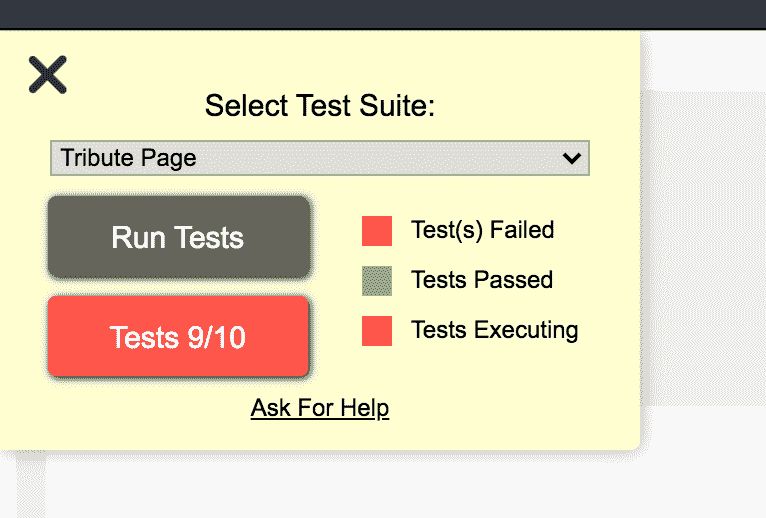 Select Test Suite:
Tribute Page
Run Tests
Test(s) Failed
Tests Passed
Tests 9/10
Tests Executing
Ask For Help